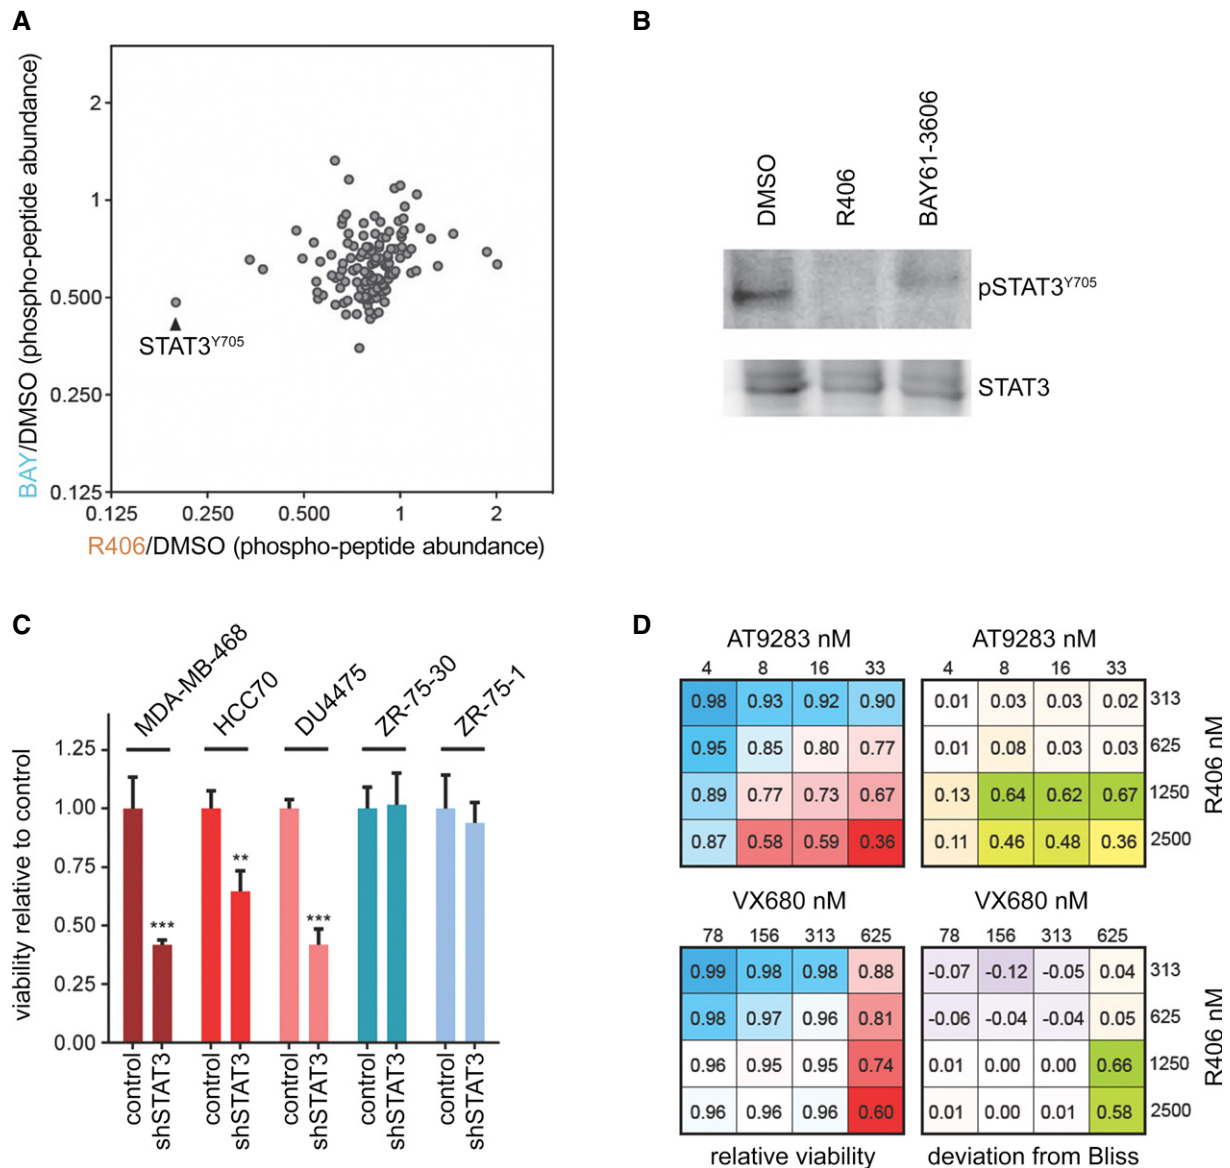 A
2
1
0.500
0.250
0.125
0.125 0.250 0.500 1 2
BAY/DMSO (phospho-peptide abundance)
R406/DMSO (phospho-peptide abundance)
STAT3Y705
B
DMSO
R406
BAY61-3606
pSTAT3Y705
STAT3
C
MDA-MB-468
HCC70
DU4475
ZR-75-30
ZR-75-1
viability relative to control
1.25
1.00
0.75
0.50
0.25
0.00
***
**
***
control
shSTAT3
control
shSTAT3
control
shSTAT3
control
shSTAT3
control
shSTAT3
D
AT9283 nM
4 8 16 33
0.98 0.93 0.92 0.90
0.95 0.85 0.80 0.77
0.89 0.77 0.73 0.67
0.87 0.58 0.59 0.36
AT9283 nM
4 8 16 33
0.01 0.03 0.03 0.02 313
0.01 0.08 0.03 0.03 625
0.13 0.64 0.62 0.67 1250
0.11 0.46 0.48 0.36 2500
R406 nM
VX680 nM
78 156 313 625
0.99 0.98 0.98 0.88
0.98 0.97 0.96 0.81
0.96 0.95 0.95 0.74
0.96 0.96 0.96 0.60
relative viability
VX680 nM
78 156 313 625
-0.07 -0.12 -0.05 0.04 313
-0.06 -0.04 -0.04 0.05 625
0.01 0.00 0.00 0.66 1250
0.01 0.00 0.01 0.58 2500
R406 nM
deviation from Bliss